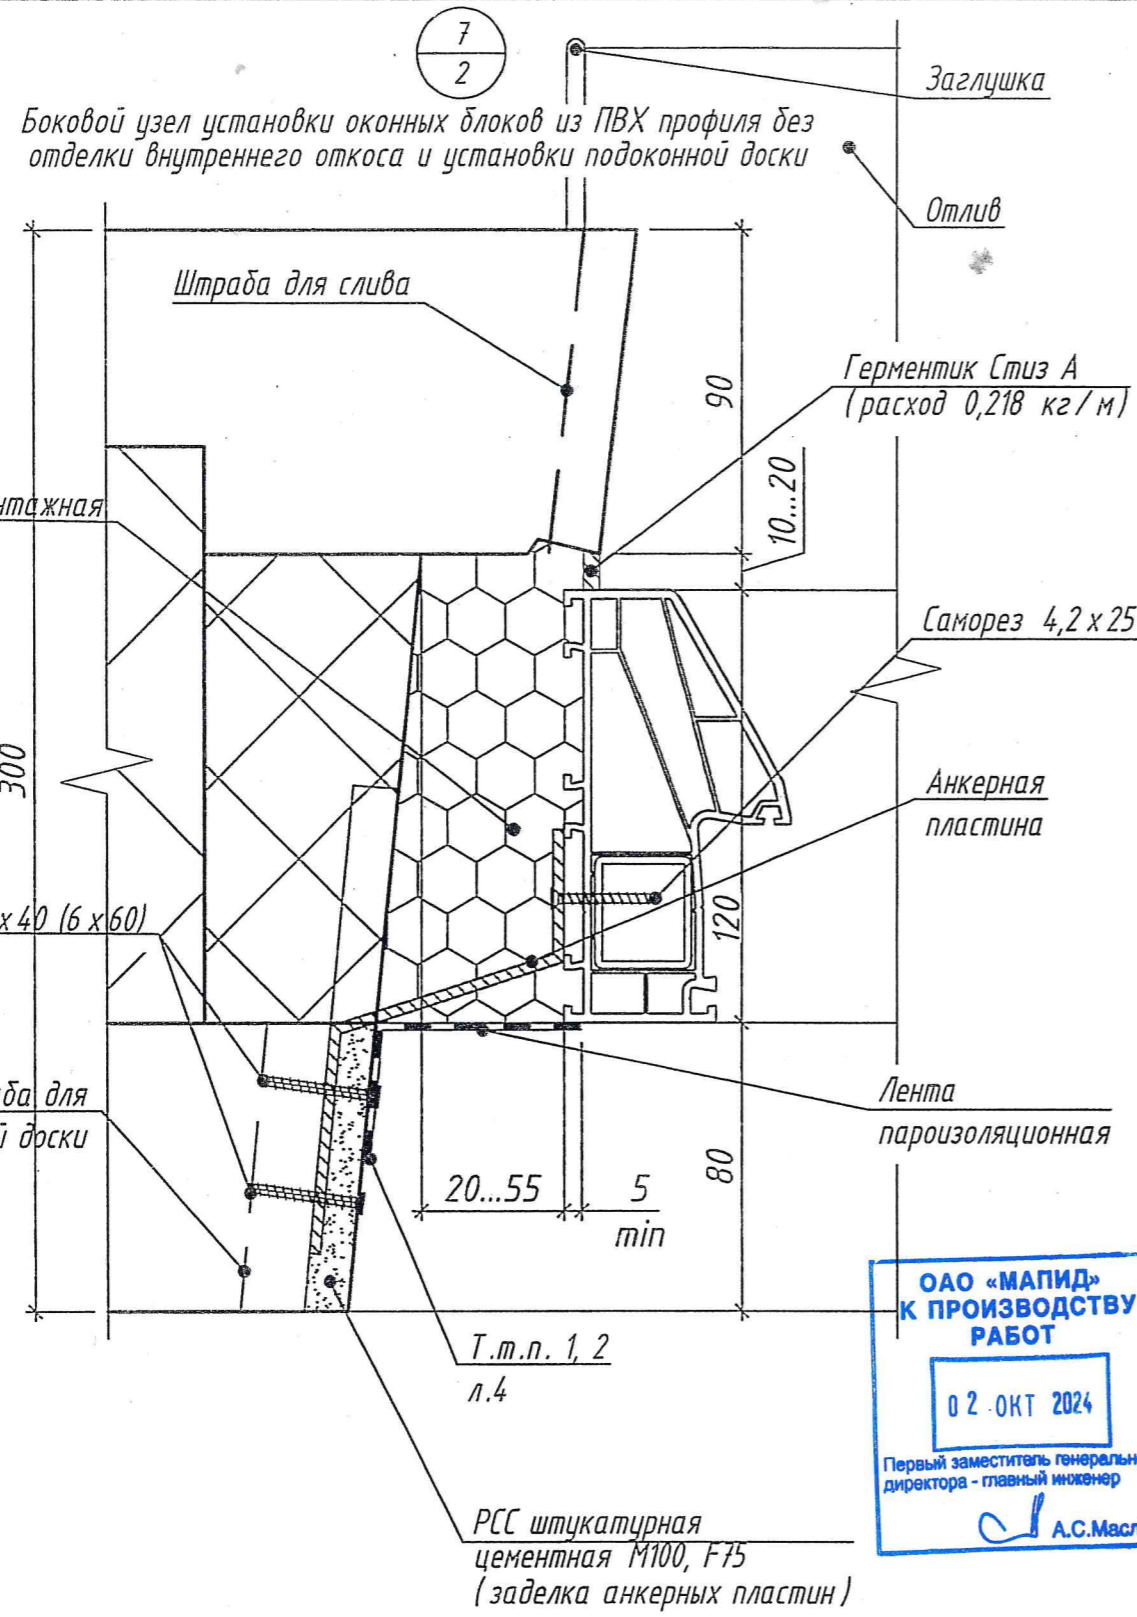 7
2
Заглушка
Боковой узел установки оконных блоков из ПВХ профиля без
отделки внутреннего откоса и установки подоконной доски
Отлив
Штраба для слива
Герментик Стиз А
(расход 0,218 кг/м)
90
10...20
нтажная
Саморез 4,2 х 25
300
Анкерная
пластина
х 40 (6 х 60)
120
ба для
й доски
Лента
пароизоляционная
80
20...55
5
min
Т.т.п. 1, 2
л.4
ОАО «МАПИД»
К ПРОИЗВОДСТВУ
РАБОТ
02 ОКТ 2024
Первый заместитель генеральн
директора - главный инженер
А.С.Масл
РСС штукатурная
цементная М100, F75
(заделка анкерных пластин)